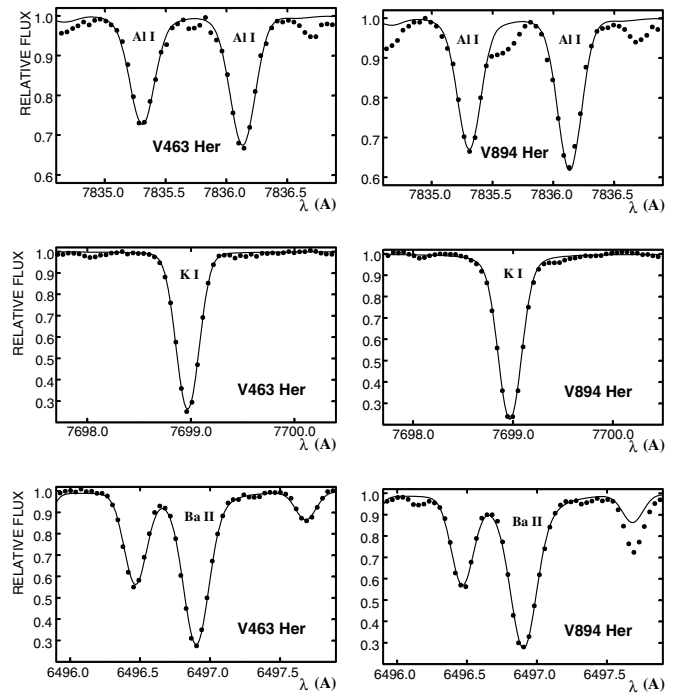 RELATIVE FLUX
1.0
0.9
0.8
0.7
0.6
Al I
Al I
V463 Her
7835.0
7835.5
7836.0
7836.5
λ (A)
1.0
0.9
0.8
0.7
0.6
Al I
Al I
V894 Her
7835.0
7835.5
7836.0
7836.5
λ (A)
RELATIVE FLUX
1.0
0.9
0.8
0.7
0.6
0.5
0.4
0.3
K I
V463 Her
7698.0
7699.0
7700.0
λ (A)
1.0
0.9
0.8
0.7
0.6
0.5
0.4
0.3
K I
V894 Her
7698.0
7699.0
7700.0
λ (A)
RELATIVE FLUX
1.0
0.9
0.8
0.7
0.6
0.5
0.4
0.3
Ba II
V463 Her
6496.0
6496.5
6497.0
6497.5
λ (A)
1.0
0.9
0.8
0.7
0.6
0.5
0.4
0.3
Ba II
V894 Her
6496.0
6496.5
6497.0
6497.5
λ (A)